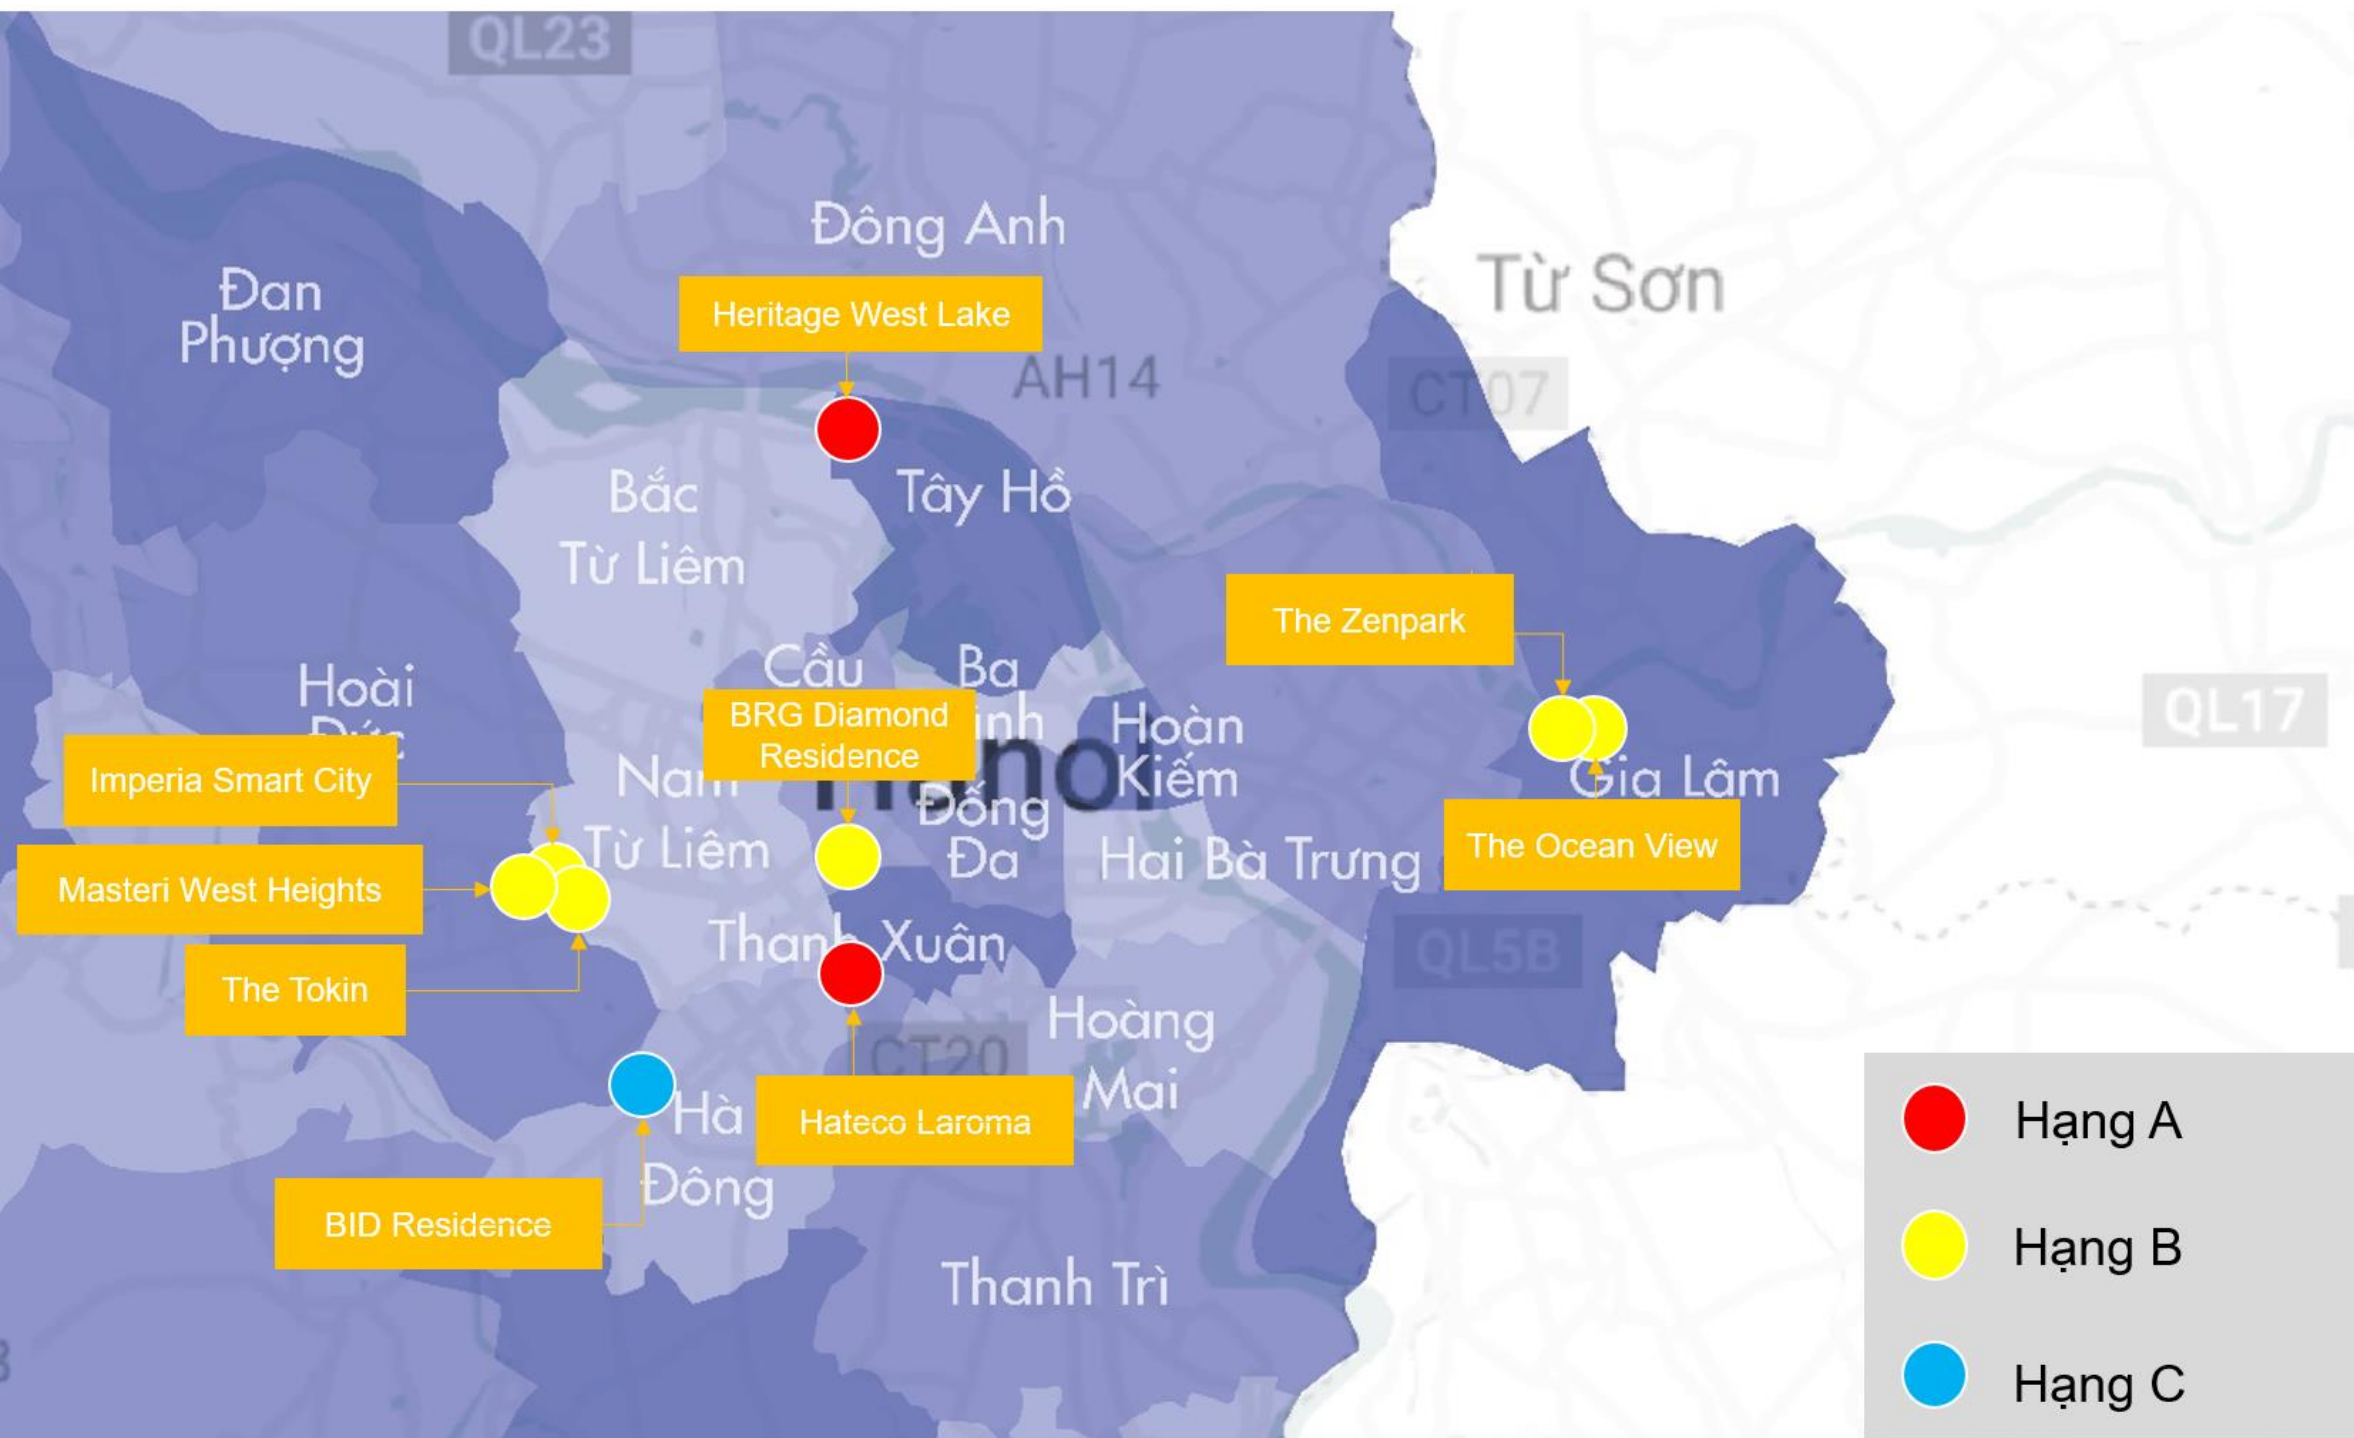 QL23
Đông Anh
Từ Sơn
Đan
Phượng
Heritage West Lake
AH14
CT07
Bắc
Từ Liêm
Tây Hồ
The Zenpark
Hoài
Đức
Cầu
Ba
BRG Diamond
Residence
inh
Hoàn
Kiếm
QL17
Hanoi
Imperia Smart City
Nam
Từ Liêm
Đống
Đa
Gia Lâm
Hai Bà Trưng
The Ocean View
Masteri West Heights
Thanh Xuân
QL5B
The Tokin
Hoàng
Mai
CT20
Hà
Đông
Hateco Laroma
BID Residence
Thanh Trì
Hạng A
Hạng B
Hạng C